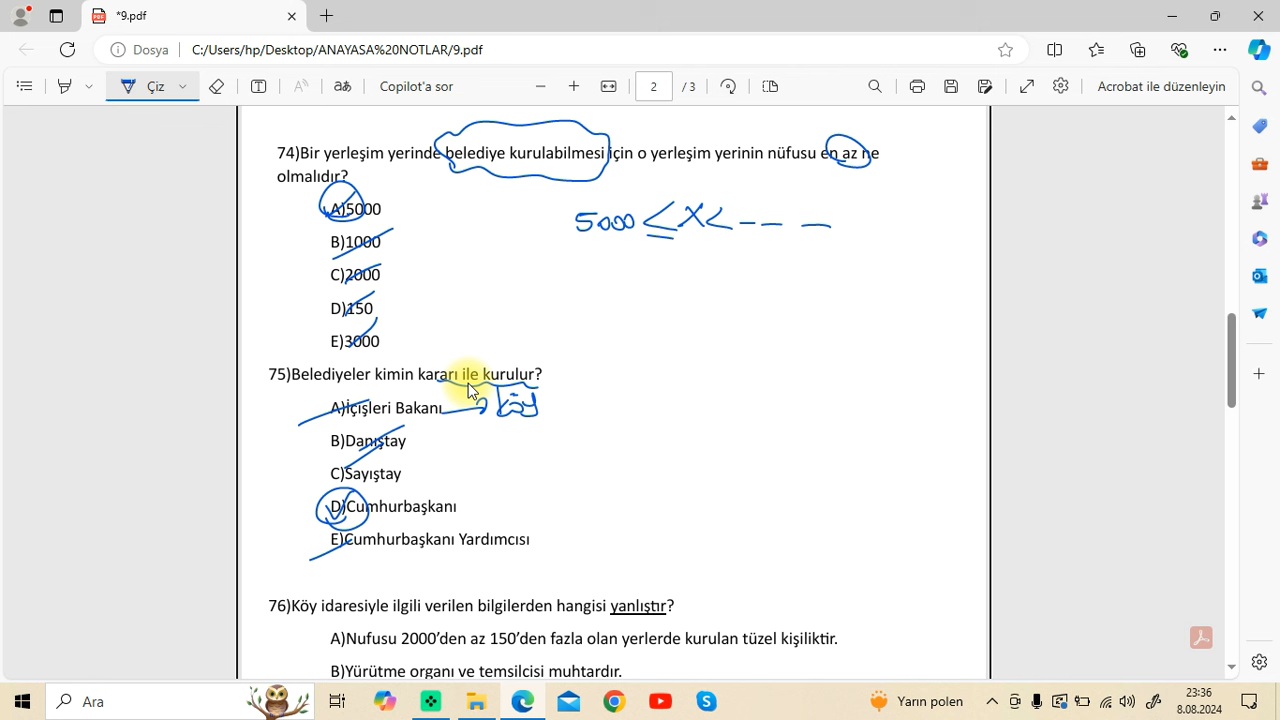 *9.pdf
Dosya C:/Users/hp/Desktop/ANAYASA%20NOTLAR/9.pdf
Çiz aあ Copilot'a sor 2 / 3 Acrobat ile düzenleyin
74)Bir yerleşim yerinde belediye kurulabilmesi için o yerleşim yerinin nüfusu en az ne
olmalıdır?
A)5000
5000 ≤ X < -- -
B)1000
C)2000
D)150
E)3000
75)Belediyeler kimin kararı ile kurulur?
A)İçişleri Bakanı → köy
B)Danıştay
C)Sayıştay
D)Cumhurbaşkanı
E)Cumhurbaşkanı Yardımcısı
76)Köy idaresiyle ilgili verilen bilgilerden hangisi yanlıştır?
A)Nufusu 2000'den az 150'den fazla olan yerlerde kurulan tüzel kişiliktir.
B)Yürütme organı ve temsilcisi muhtardır.
Ara Yarın polen 23:36
8.08.2024